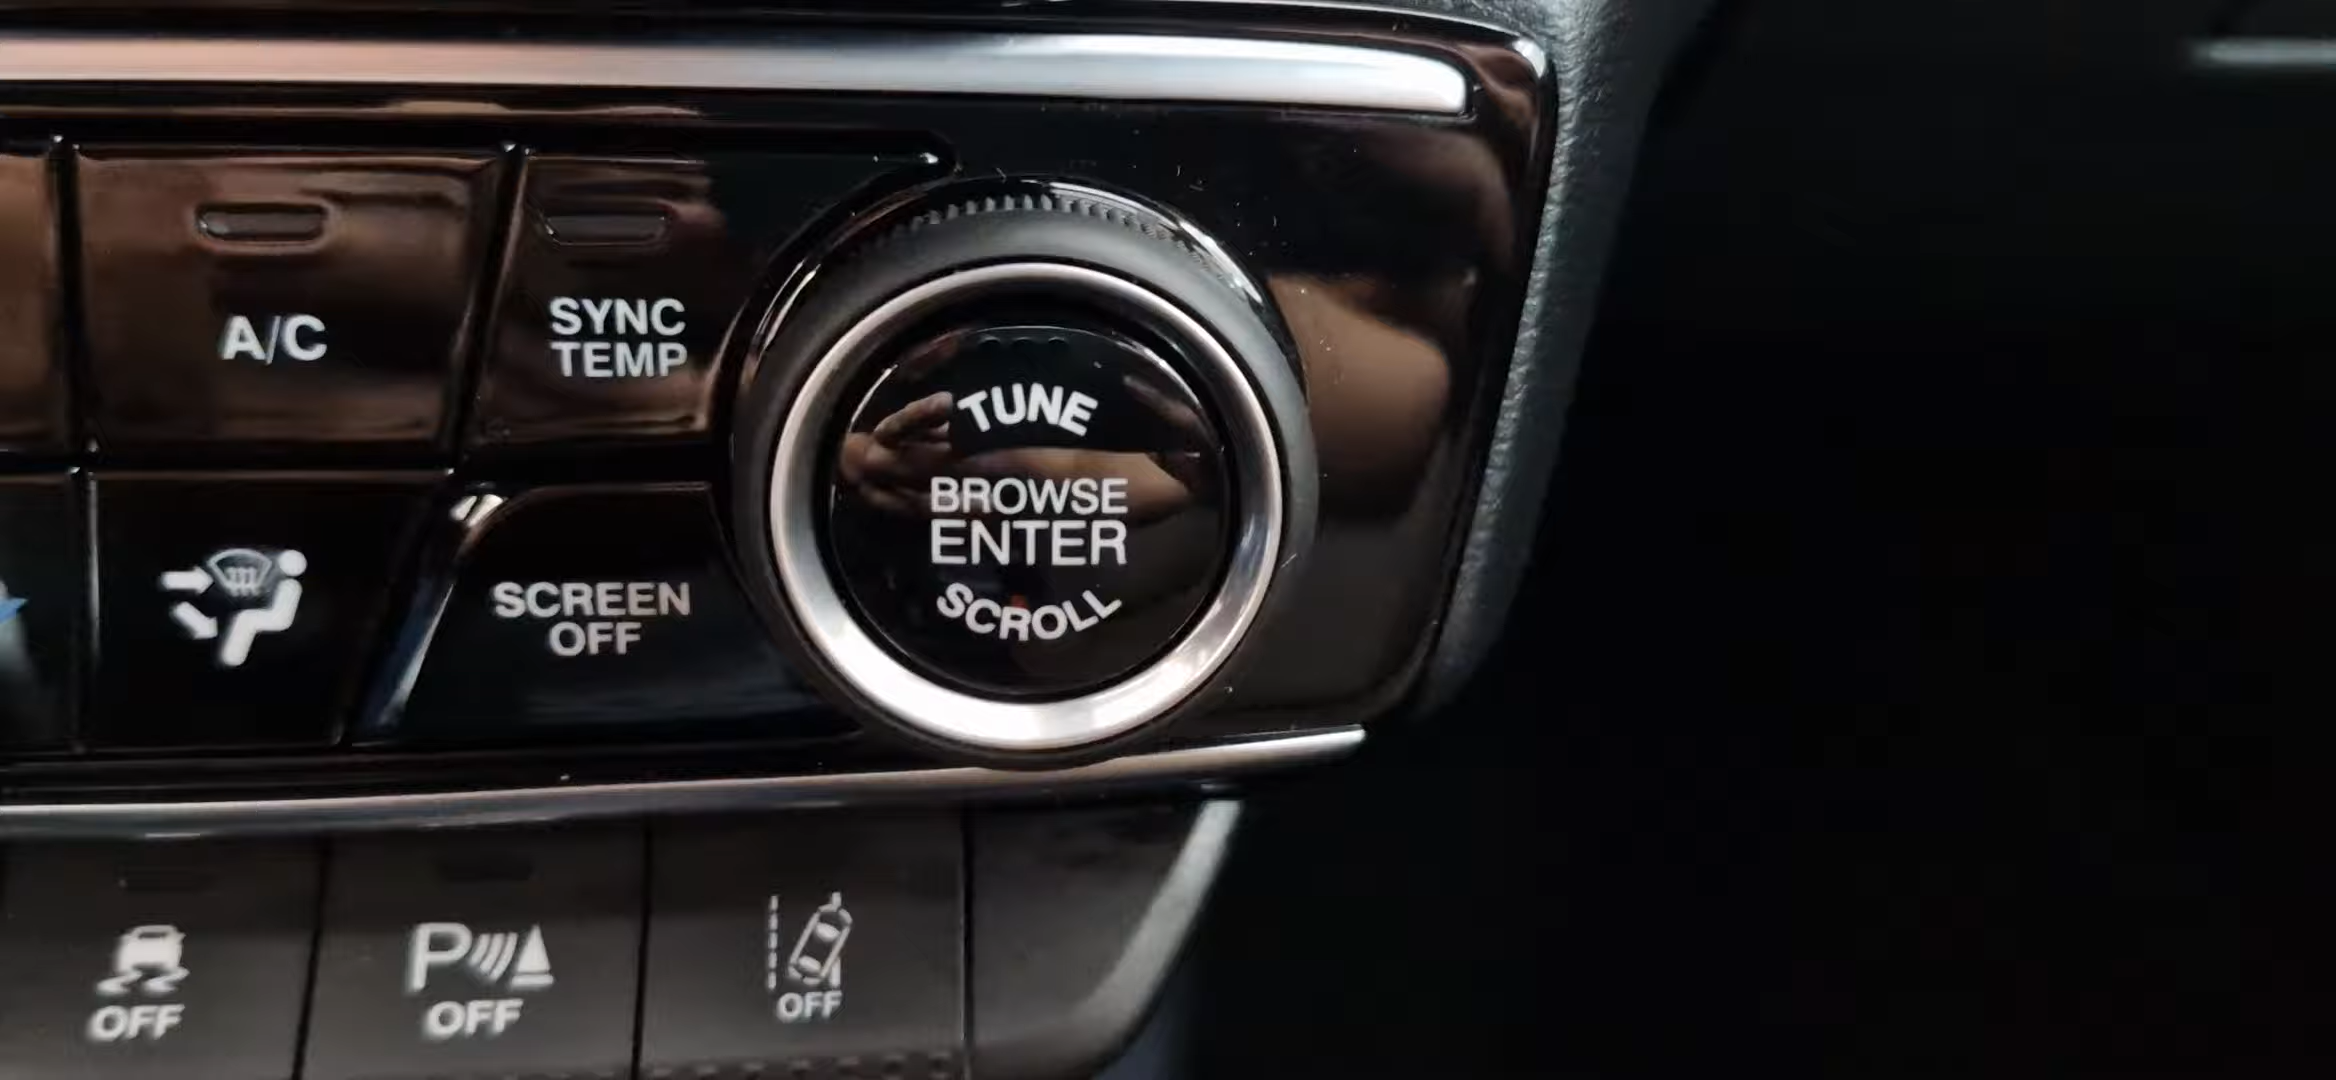 A/C
SYNC
TEMP
TUNE
BROWSE
ENTER
SCROLL
SCREEN
OFF
OFF
P
OFF
OFF